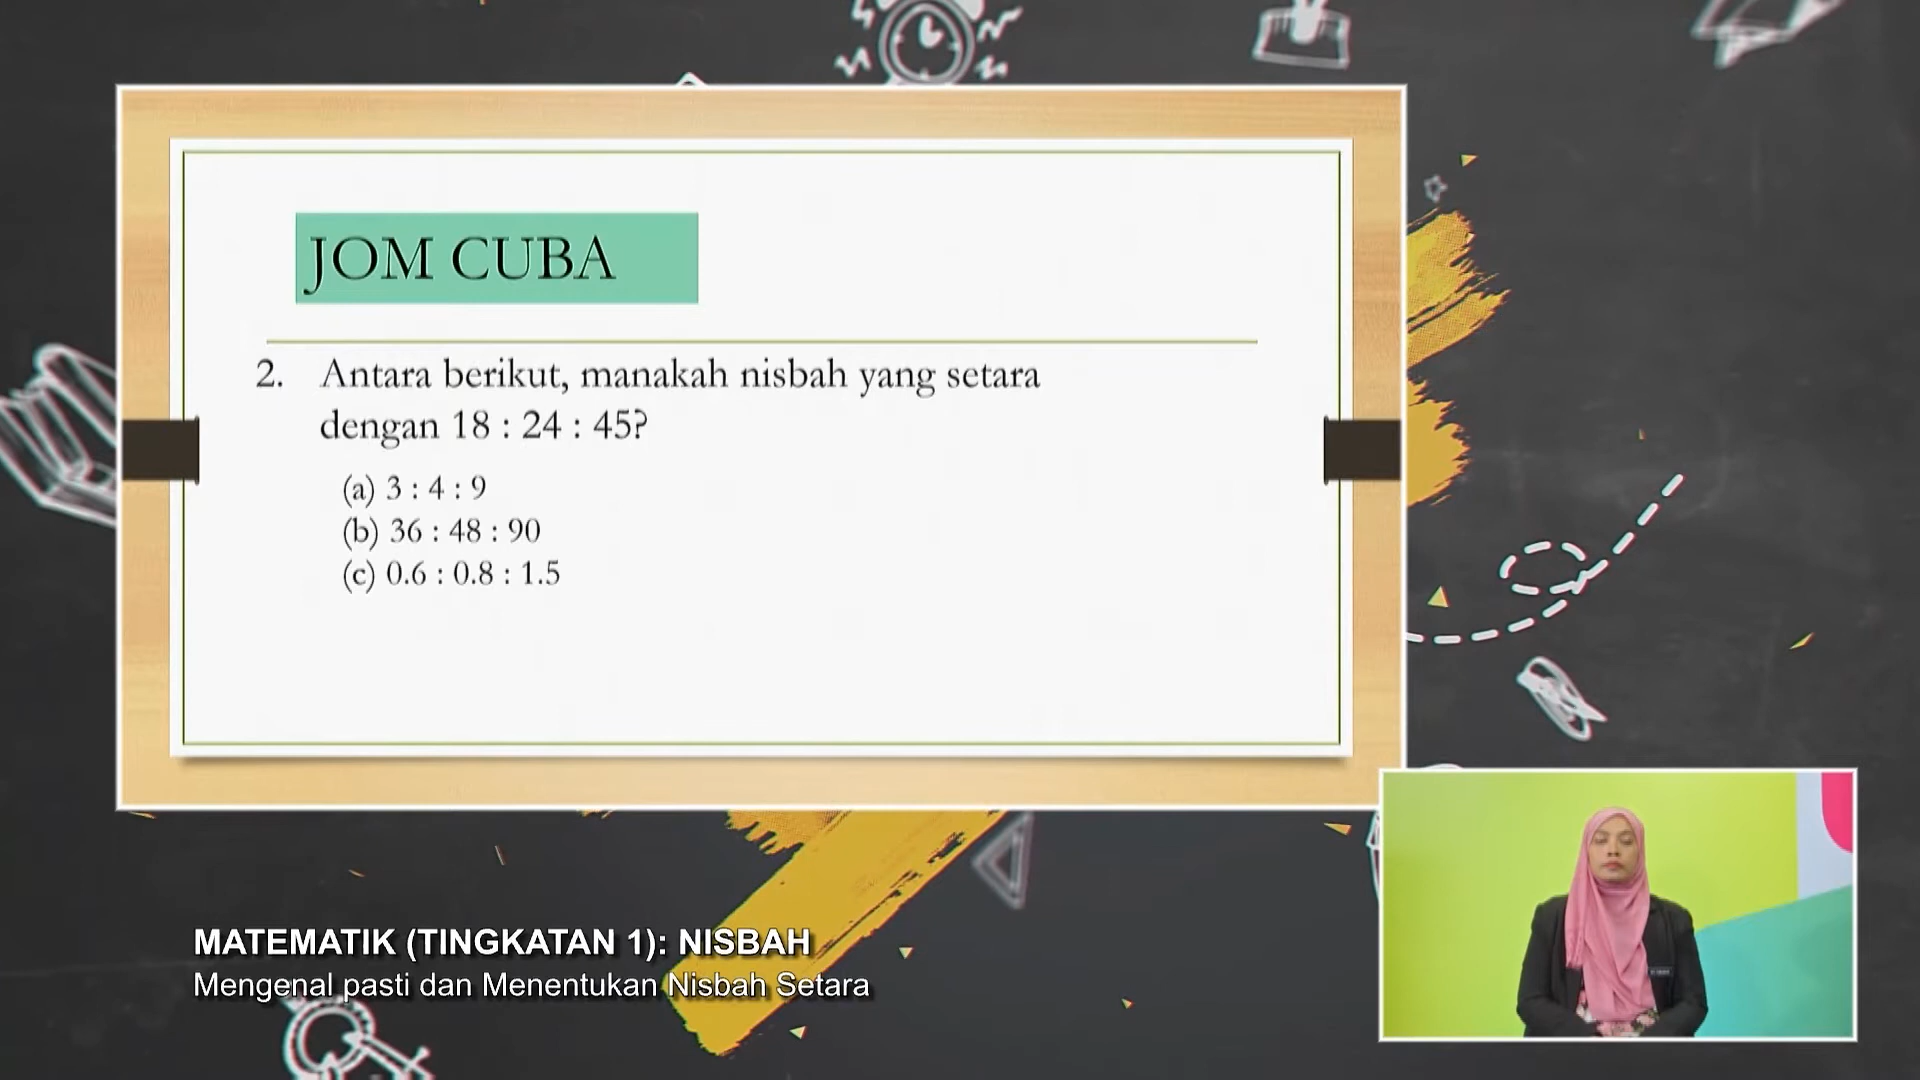 JOM CUBA
2. Antara berikut, manakah nisbah yang setara
dengan 18 : 24 : 45?
(a) 3 : 4 : 9
(b) 36 : 48 : 90
(c) 0.6 : 0.8 : 1.5
MATEMATIK (TINGKATAN 1): NISBAH
Mengenal pasti dan Menentukan Nisbah Setara